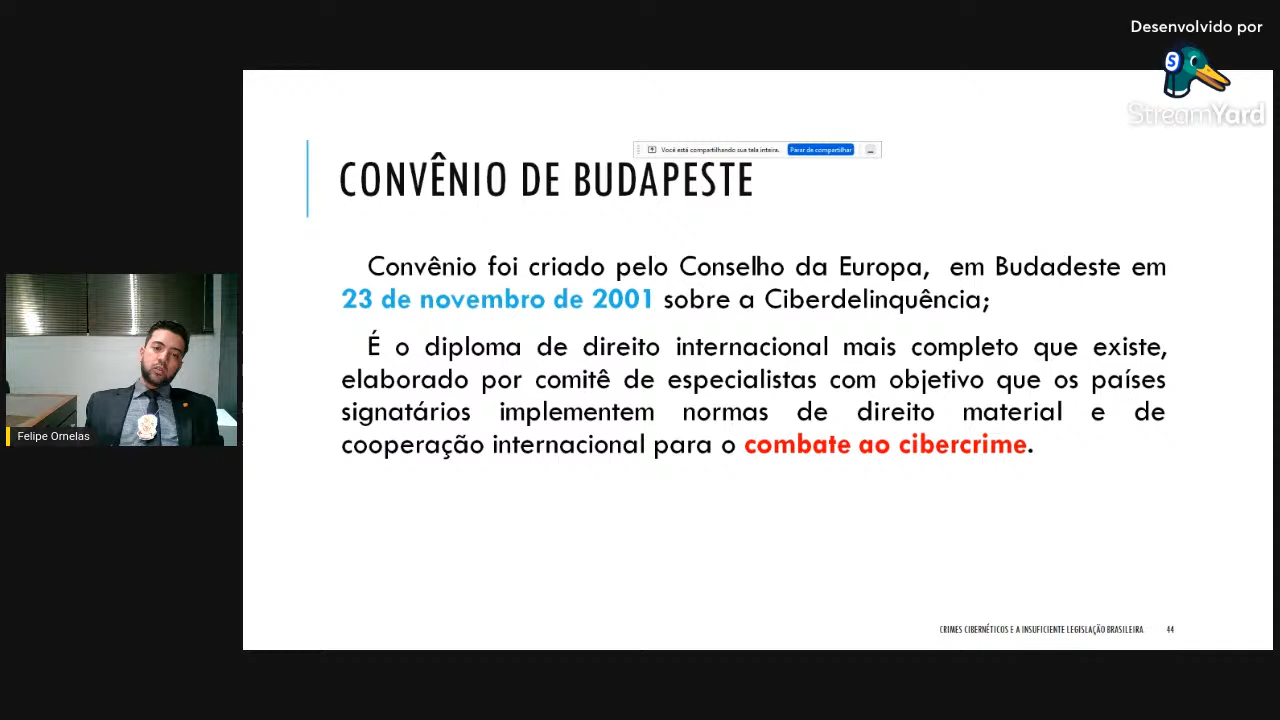 Desenvolvido por
S
StreamYard
Você está compartilhando sua tela inteira.
Parar de compartilhar
CONVÊNIO DE BUDAPESTE
Convênio foi criado pelo Conselho da Europa, em Budadeste em
23 de novembro de 2001 sobre a Ciberdelinquência;
É o diploma de direito internacional mais completo que existe,
elaborado por comitê de especialistas com objetivo que os países
signatários implementem normas de direito material e de
cooperação internacional para o combate ao cibercrime.
Felipe Ornelas
CRIMES CIBERNÉTICOS E A INSUFICIENTE LEGISLAÇÃO BRASILEIRA 44